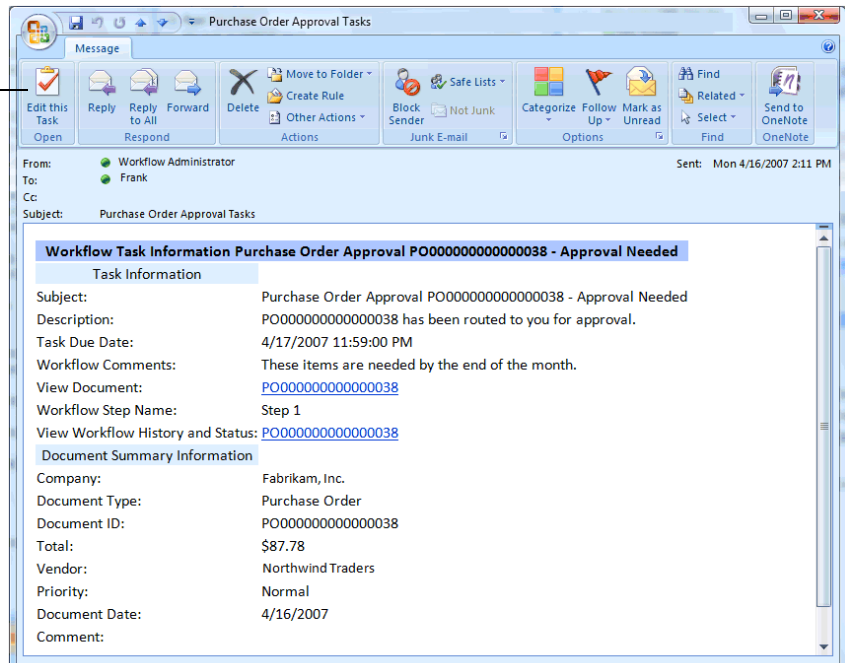 Purchase Order Approval Tasks
Message
Edit this Task
Reply
Reply to All
Forward
Delete
Move to Folder
Create Rule
Other Actions
Block Sender
Safe Lists
Not Junk
Categorize
Follow Up
Mark as Unread
Find
Related
Select
Send to OneNote
Open
Respond
Actions
Junk E-mail
Options
Find
OneNote
From: Workflow Administrator Sent: Mon 4/16/2007 2:11 PM
To: Frank
Cc:
Subject: Purchase Order Approval Tasks
Workflow Task Information Purchase Order Approval PO000000000000038 - Approval Needed
Task Information
Subject: Purchase Order Approval PO000000000000038 - Approval Needed
Description: PO000000000000038 has been routed to you for approval.
Task Due Date: 4/17/2007 11:59:00 PM
Workflow Comments: These items are needed by the end of the month.
View Document: PO000000000000038
Workflow Step Name: Step 1
View Workflow History and Status: PO000000000000038
Document Summary Information
Company: Fabrikam, Inc.
Document Type: Purchase Order
Document ID: PO000000000000038
Total: $87.78
Vendor: Northwind Traders
Priority: Normal
Document Date: 4/16/2007
Comment: